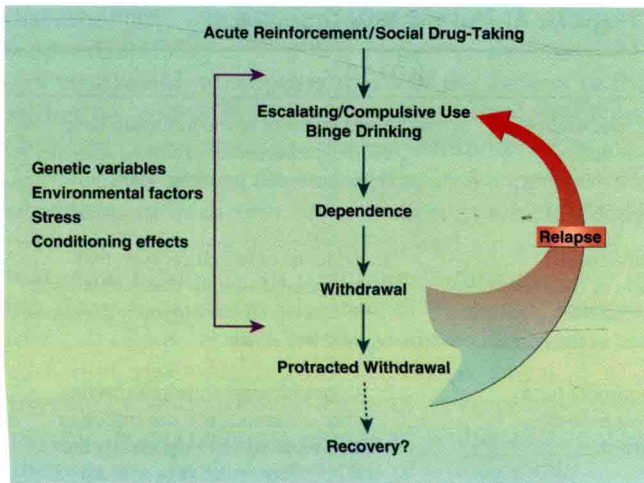 Acute Reinforcement/Social Drug-Taking
Escalating/Compulsive Use
Binge Drinking
Genetic variables
Environmental factors
Stress
Conditioning effects
Dependence
Relapse
Withdrawal
Protracted Withdrawal
Recovery?